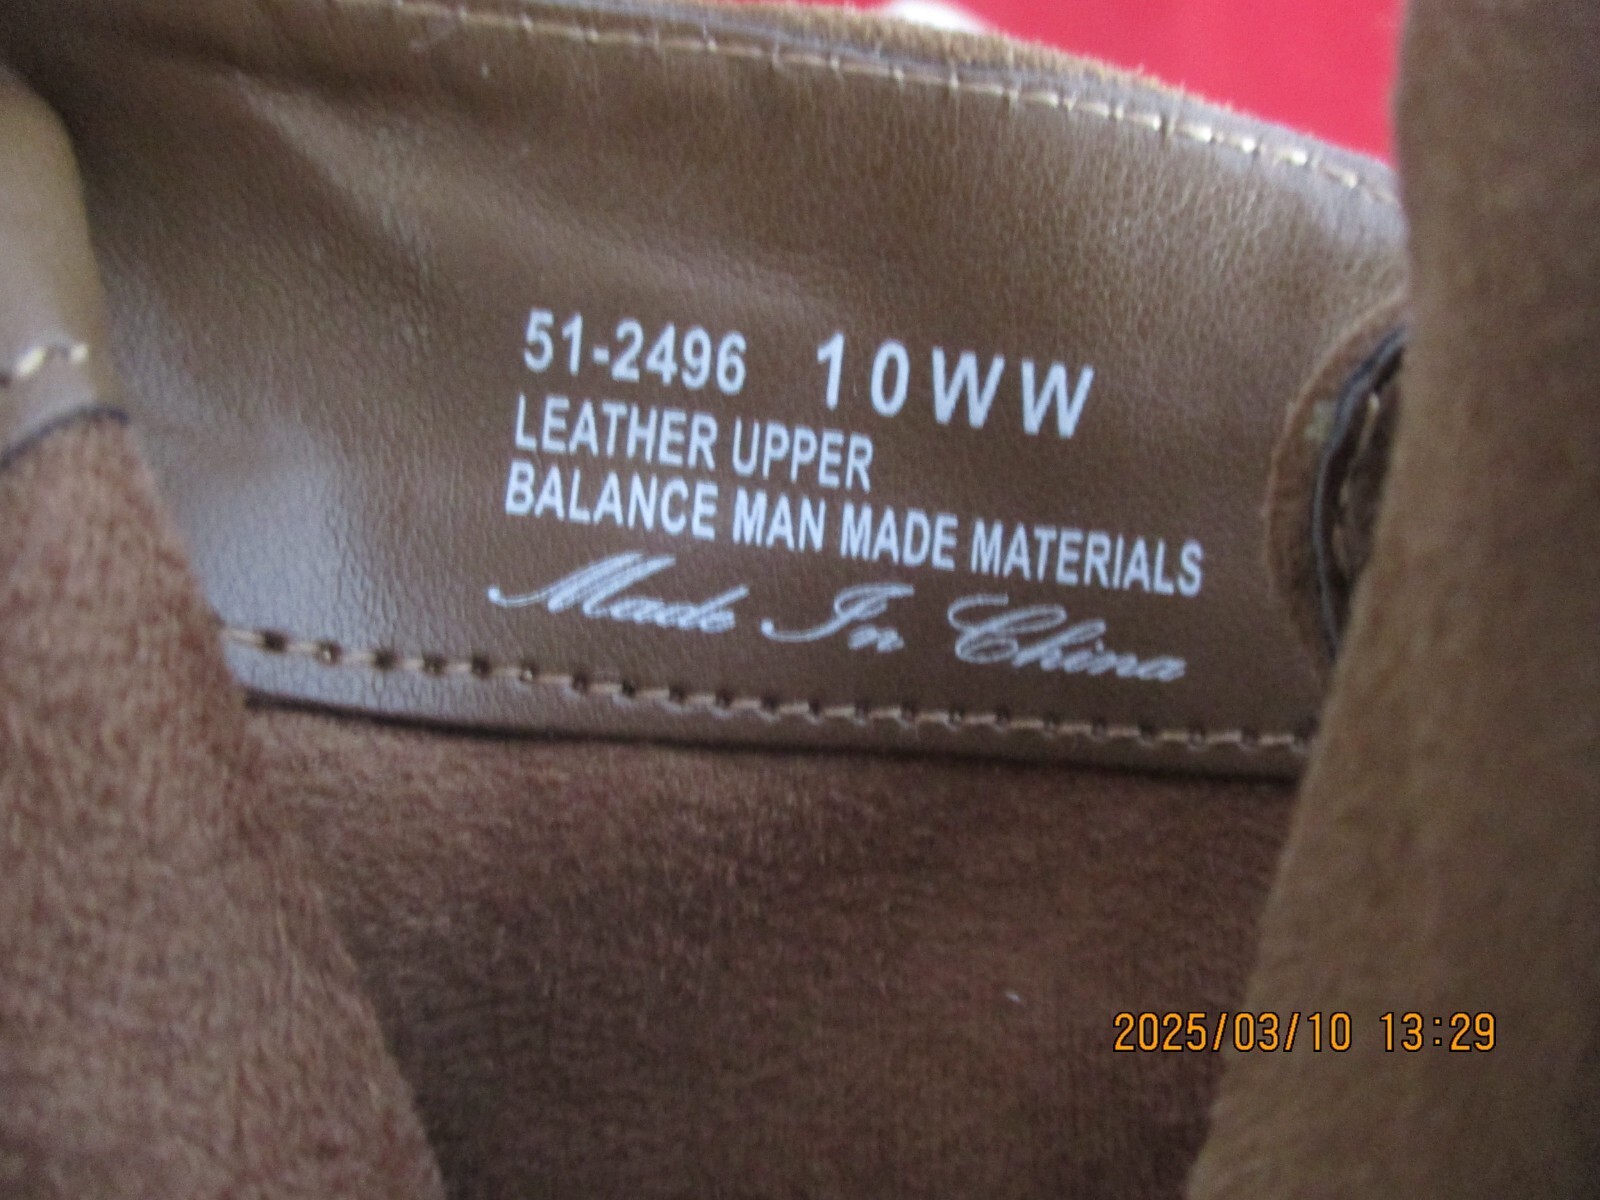 51-2496 10WW
LEATHER UPPER
BALANCE MAN MADE MATERIALS
Made In China
2025/03/10 13:29